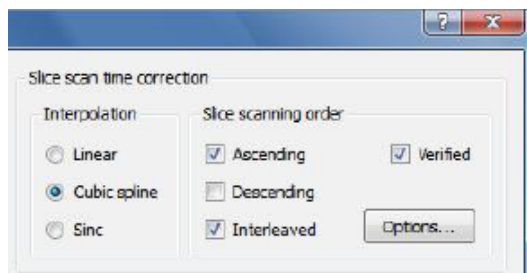 ?
Slice scan time correction
Interpolation Slice scanning order
Linear Ascending Verified
Cubic spline Descending
Sinc Interleaved Options...